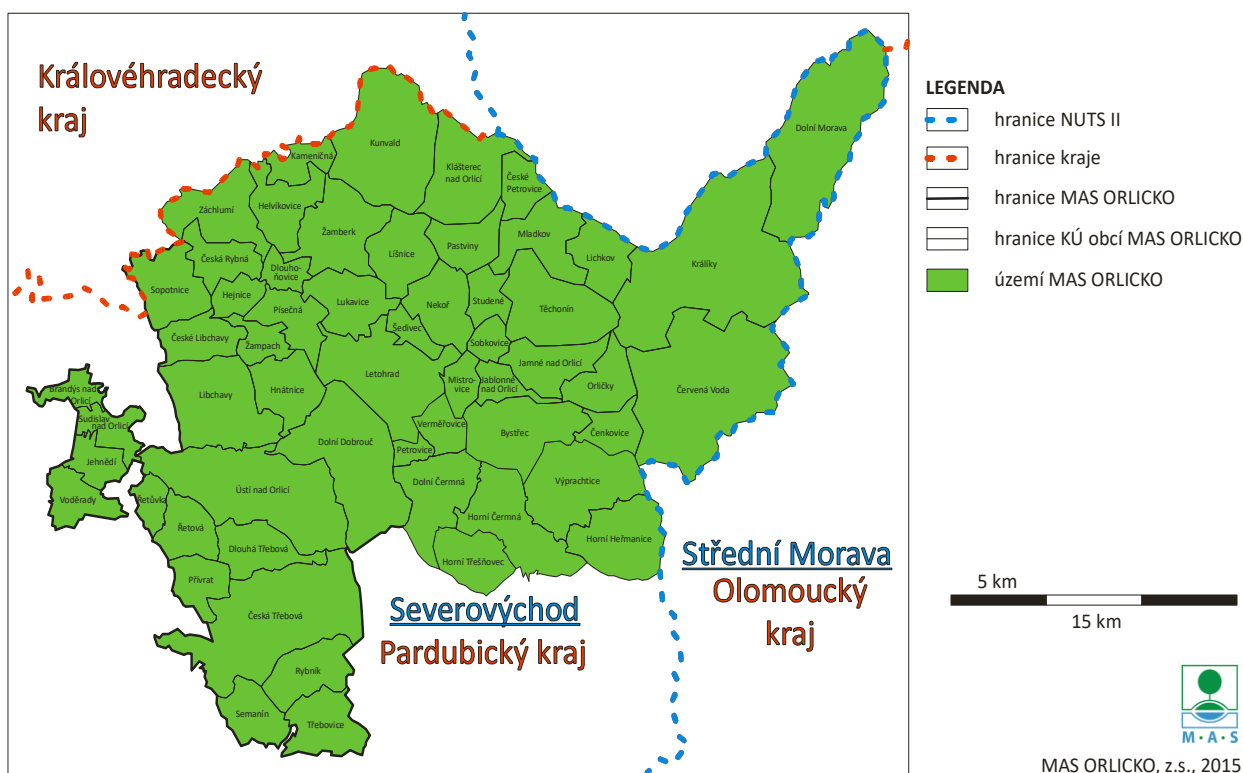 Královéhradecký
kraj
Dolní Morava
Kunvald
Kameničná
Klášterec
nad Orlicí
České
Petrovice
Záchlumí
Helvíkovice
Žamberk
Líšnice
Pastviny
Mladkov
Lichkov
Králíky
Česká Rybná
Dlouho-
ňovice
Sopotnice
Hejnice
Písečná
Lukavice
Nekoř
Studené
Těchonín
Šedivec
České Libchavy
Žampach
Sobkovice
Letohrad
Jamné nad Orlicí
Mistro-
vice
Jablonné
nad Orlicí
Orličky
Červená Voda
Libchavy
Hnátnice
Brandýs nad
Orlicí
Sudislav
nad Orlicí
Dolní Dobrouč
Verměřovice
Bystřec
Čenkovice
Petrovice
Jehnědí
Dolní Čermná
Výprachtice
Voděrady
Řetůvka
Ústí nad Orlicí
Řetová
Horní Čermná
Horní Heřmanice
Dlouhá Třebová
Horní Třešňovec
Přívrat
Česká Třebová
Rybník
Semanín
Třebovice
Severovýchod
Pardubický kraj
Střední Morava
Olomoucký
kraj
LEGENDA
hranice NUTS II
hranice kraje
hranice MAS ORLICKO
hranice KÚ obcí MAS ORLICKO
území MAS ORLICKO
5 km
15 km
M·A·S
MAS ORLICKO, z.s., 2015